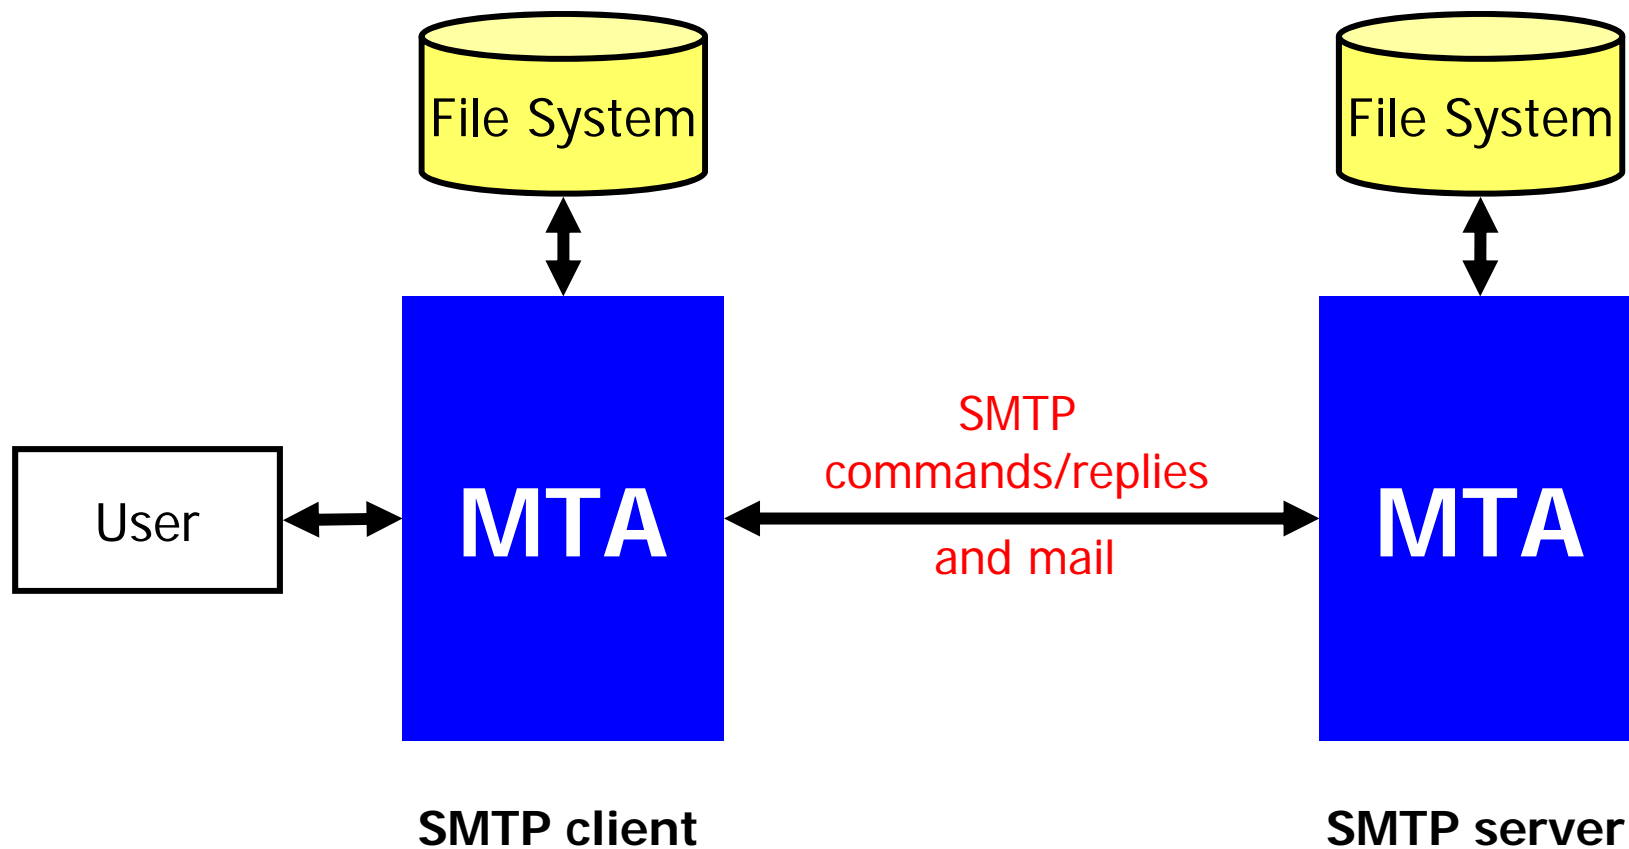 File System
File System
User
MTA
SMTP
commands/replies
and mail
MTA
SMTP client
SMTP server